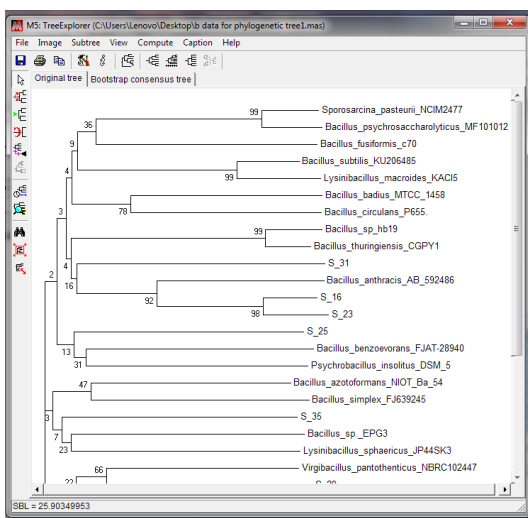 M5: TreeExplorer (C:\Users\Lenovo\Desktop\b data for phylogenetic tree1.mas)
File Image Subtree View Compute Caption Help
Original tree Bootstrap consensus tree
99 Sporosarcina_pasteurii_NCIM2477
36 Bacillus_psychrosaccharolyticus_MF101012
9 Bacillus_fusiformis_c70
Bacillus_subtilis_KU206485
4 99 Lysinibacillus_macroides_KACI5
Bacillus_badius_MTCC_1458
3 78 Bacillus_circulans_P655.
99 Bacillus_sp_hb19
Bacillus_thuringiensis_CGPY1
4 S_31
2 16 Bacillus_anthracis_AB_592486
92 S_16
98 S_23
S_25
13 Bacillus_benzoevorans_FJAT-28940
31 Psychrobacillus_insolitus_DSM_5
47 Bacillus_azotoformans_NIOT_Ba_54
Bacillus_simplex_FJ639245
3 S_35
7 Bacillus_sp._EPG3
23 Lysinibacillus_sphaericus_JP44SK3
66 Virgibacillus_pantothenticus_NBRC102447
22
SBL = 25.90349953